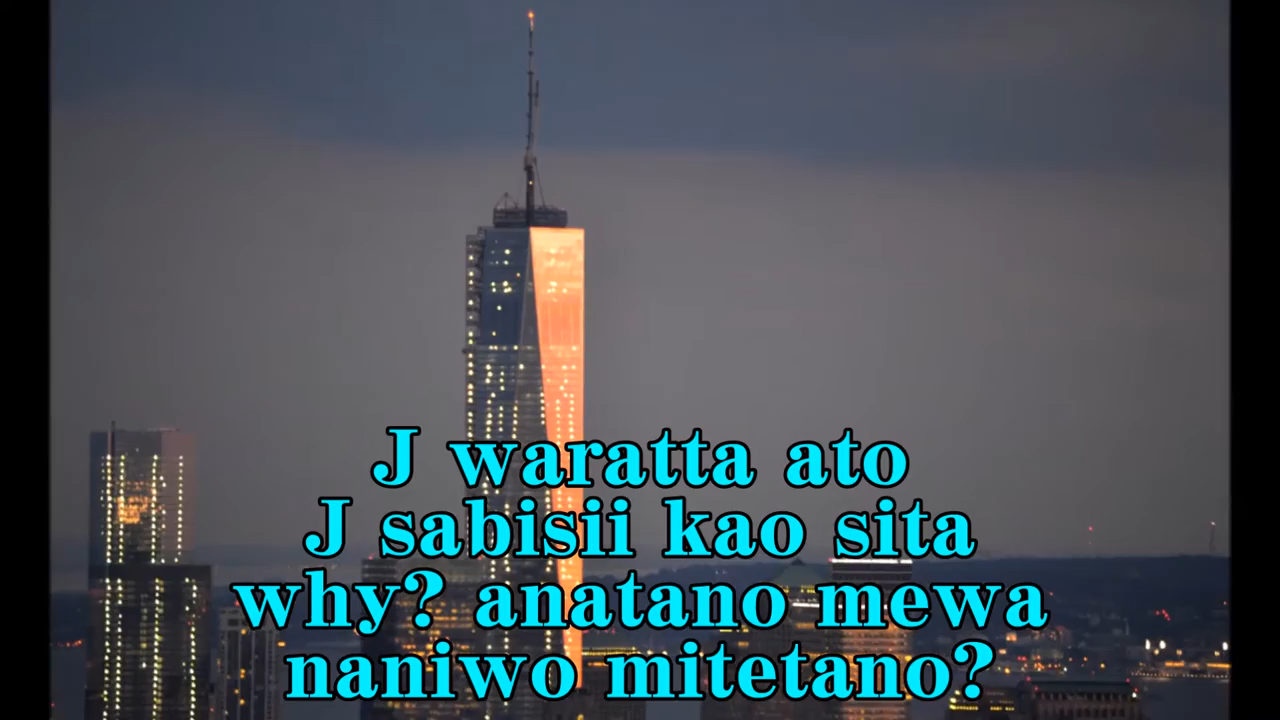 J waratta ato
J sabisii kao sita
why? anatano mewa
naniwo mitetano?